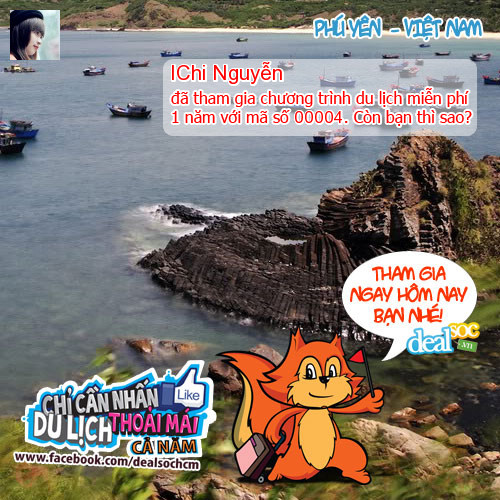 PHÚ YÊN - VIỆT NAM
IChi Nguyễn
đã tham gia chương trình du lịch miễn phí
1 năm với mã số 00004. Còn bạn thì sao?
THAM GIA
NGAY HÔM NAY
BẠN NHÉ!
dealsoc
.vn
CHỈ CẦN NHẤN Like
DU LỊCH THOẢI MÁI
CẢ NĂM
www.facebook.com/dealsochcm